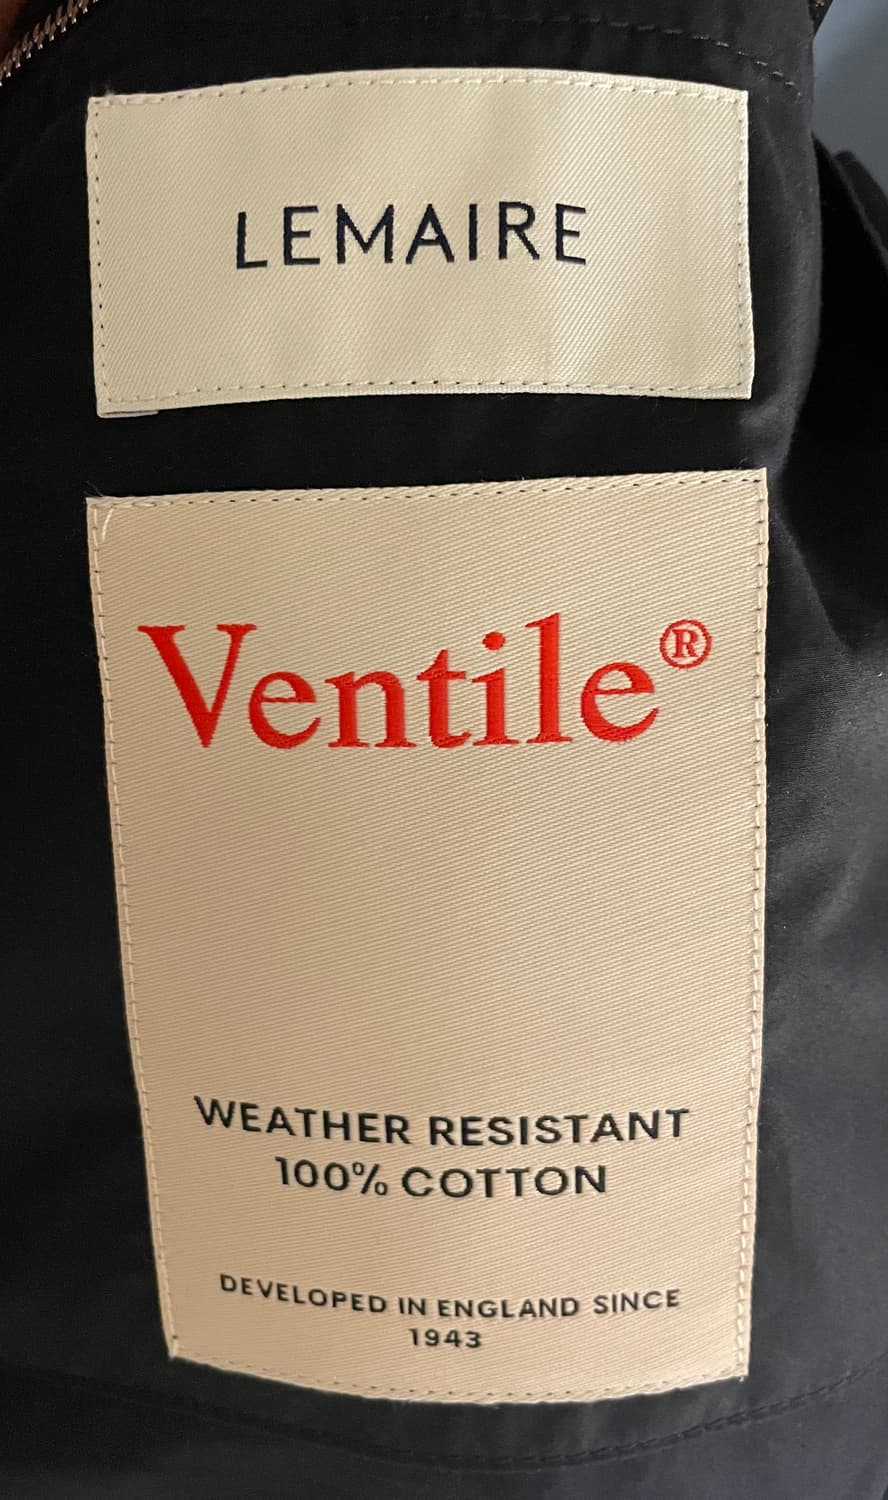 LEMAIRE
Ventile®
WEATHER RESISTANT
100% COTTON
DEVELOPED IN ENGLAND SINCE
1943